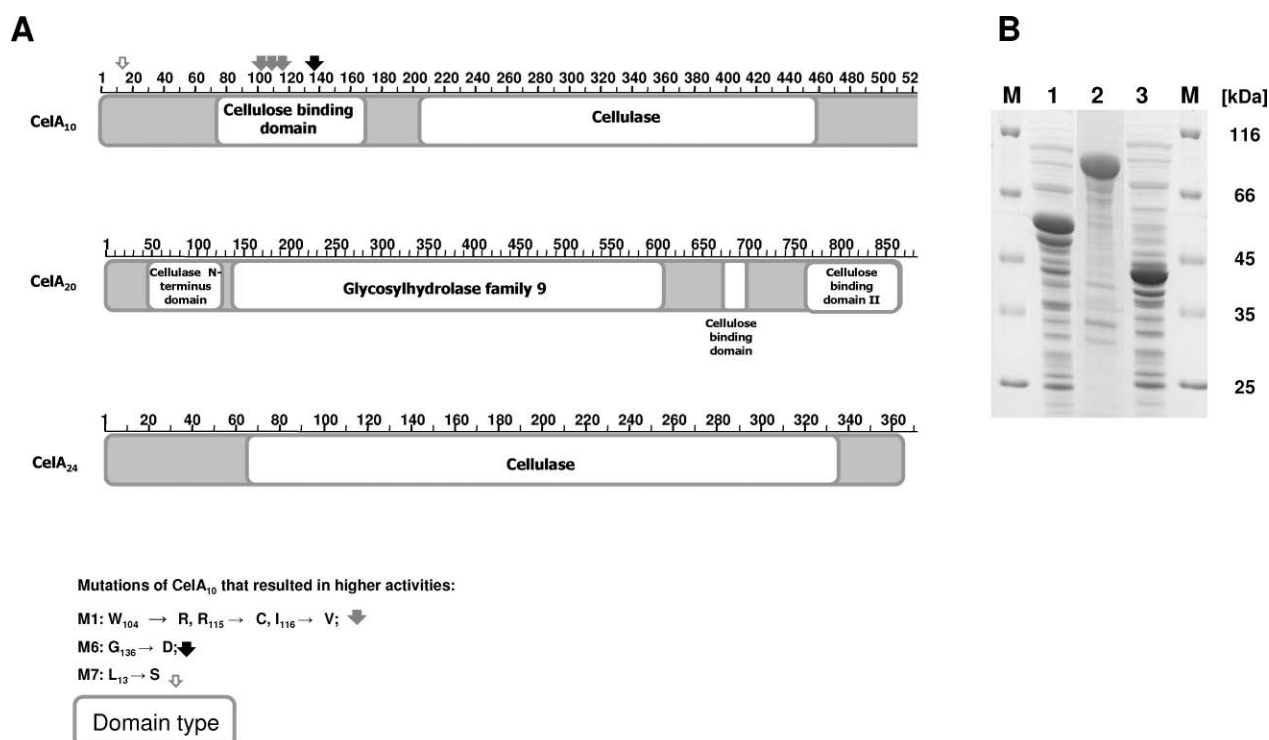 A
1 20 40 60 80 100 120 140 160 180 200 220 240 260 280 300 320 340 360 380 400 420 440 460 480 500 52
CelA10
Cellulose binding
domain
Cellulase
1 50 100 150 200 250 300 350 400 450 500 550 600 650 700 750 800 850
CelA20
Cellulase N-
terminus
domain
Glycosylhydrolase family 9
Cellulose
binding
domain
Cellulose
binding
domain II
1 20 40 60 80 100 120 140 160 180 200 220 240 260 280 300 320 340 360
CelA24
Cellulase
Mutations of CelA10 that resulted in higher activities:
M1: W104 → R, R115 → C, I116 → V;
M6: G136 → D;
M7: L13 → S
Domain type
B
M 1 2 3 M [kDa]
116
66
45
35
25